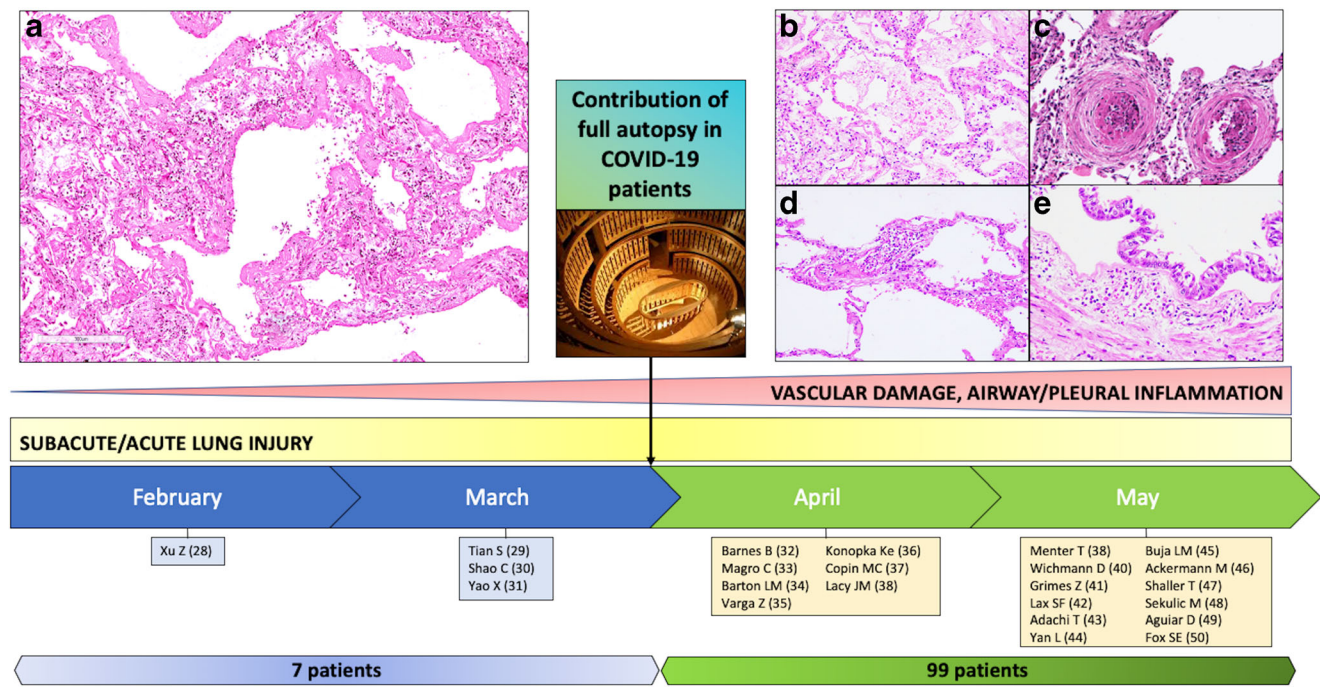 a
b
c
d
e
Contribution of
full autopsy in
COVID-19
patients
VASCULAR DAMAGE, AIRWAY/PLEURAL INFLAMMATION
SUBACUTE/ACUTE LUNG INJURY
February
March
April
May
Xu Z (28)
Tian S (29)
Shao C (30)
Yao X (31)
Barnes B (32)
Magro C (33)
Barton LM (34)
Varga Z (35)
Konopka Ke (36)
Copin MC (37)
Lacy JM (38)
Menter T (38)
Wichmann D (40)
Grimes Z (41)
Lax SF (42)
Adachi T (43)
Yan L (44)
Buja LM (45)
Ackermann M (46)
Shaller T (47)
Sekulic M (48)
Aguiar D (49)
Fox SE (50)
7 patients
99 patients